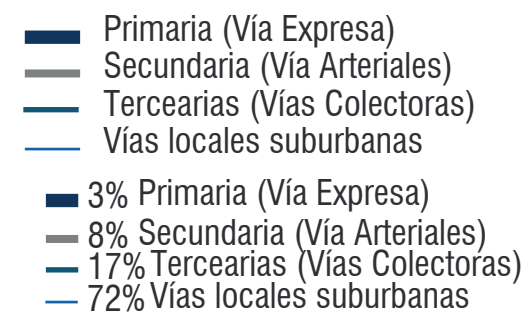 Primaria (Vía Expresa)
Secundaria (Vía Arteriales)
Tercearias (Vías Colectoras)
Vías locales suburbanas
3% Primaria (Vía Expresa)
8% Secundaria (Vía Arteriales)
17% Tercearias (Vías Colectoras)
72% Vías locales suburbanas